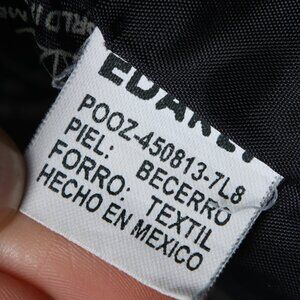 POOZ-450813-7L8
PIEL: BECERRO
FORRO: TEXTIL
HECHO EN MEXICO